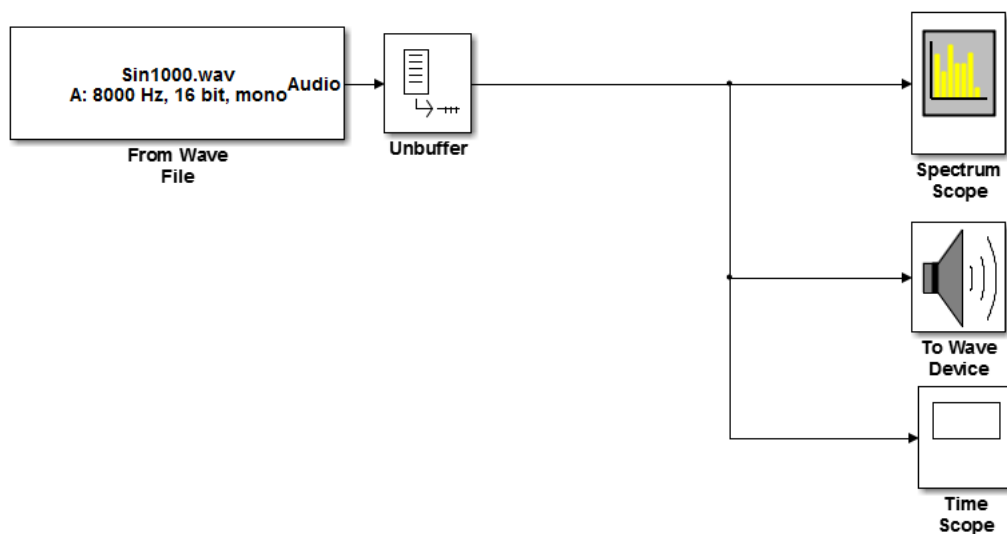 Sin1000.wav
A: 8000 Hz, 16 bit, mono
Audio
From Wave
File
Unbuffer
Spectrum
Scope
To Wave
Device
Time
Scope